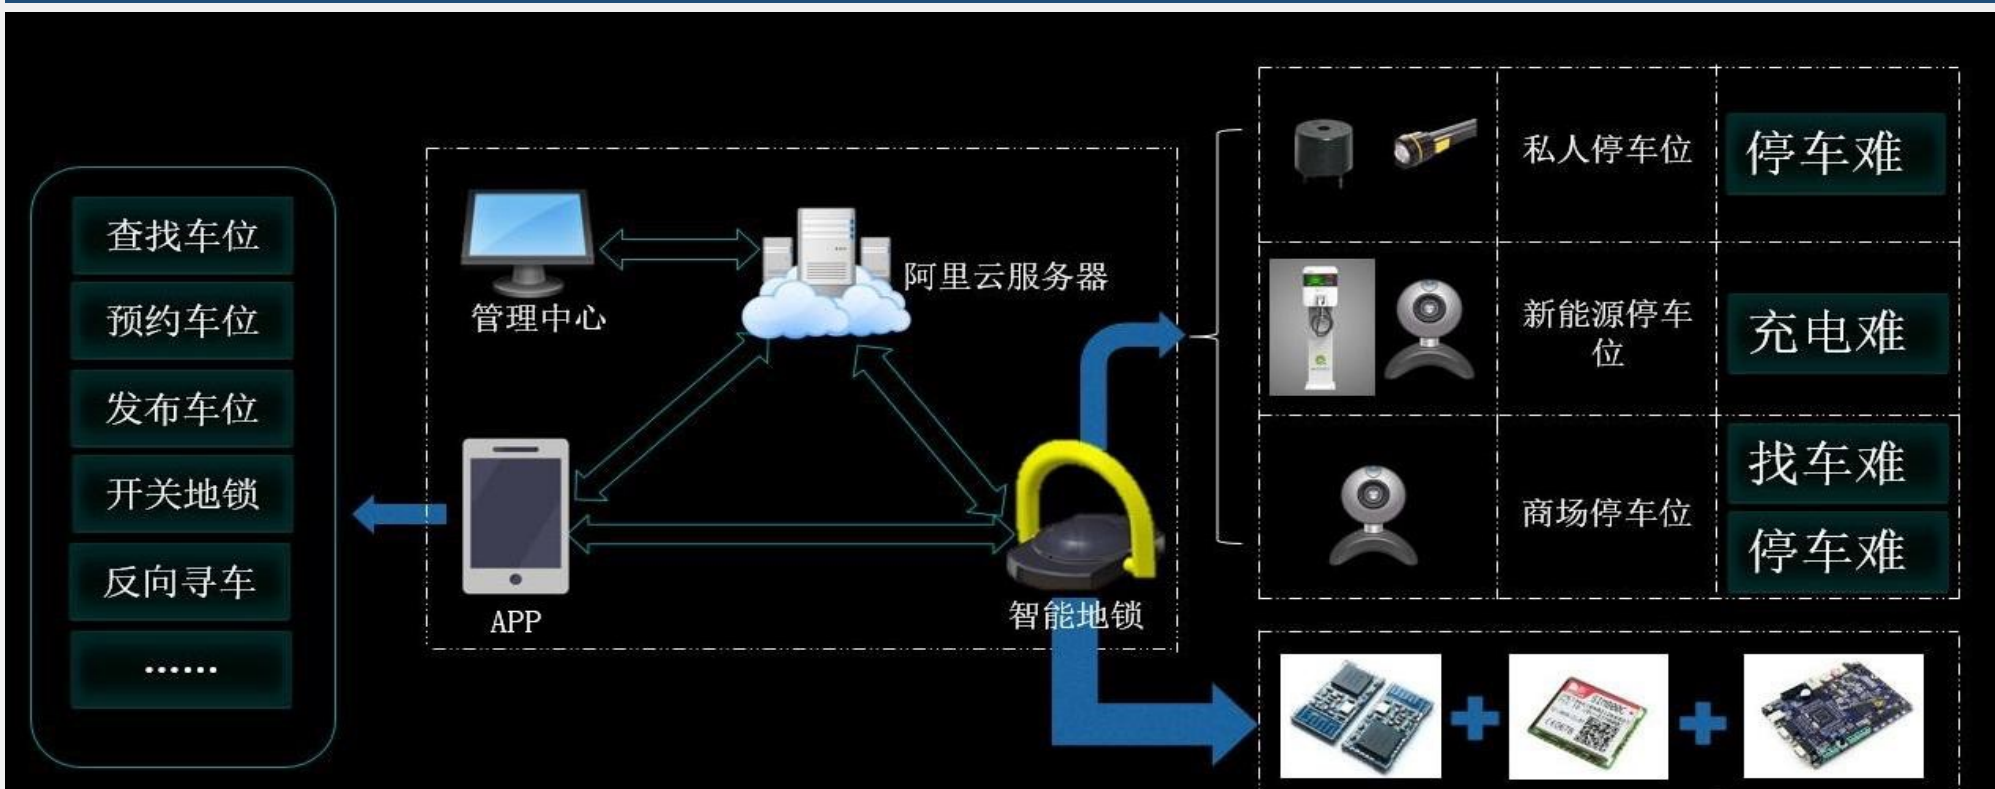 查找车位
预约车位
发布车位
开关地锁
反向寻车
······
管理中心
阿里云服务器
APP
智能地锁
私人停车位
停车难
新能源停车
位
充电难
商场停车位
找车难
停车难
SIM800C